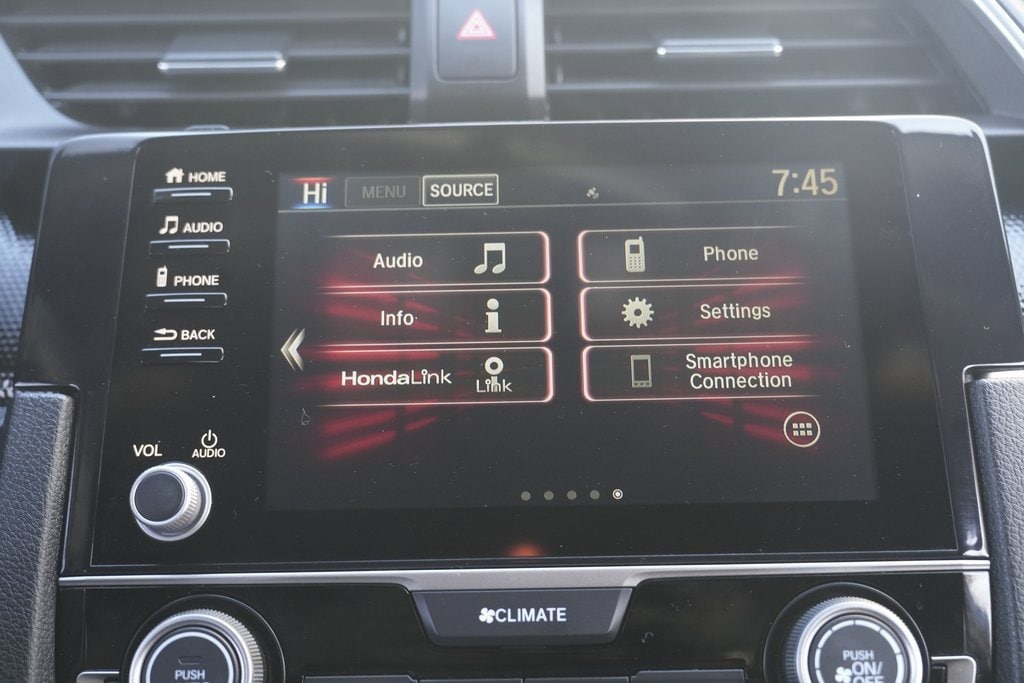 HOME
AUDIO
PHONE
BACK
VOL
AUDIO
Hi MENU SOURCE 7:45
Audio
Phone
Info
Settings
HondaLink
Link
Smartphone
Connection
CLIMATE
PUSH
PUSH
ON/
OFF